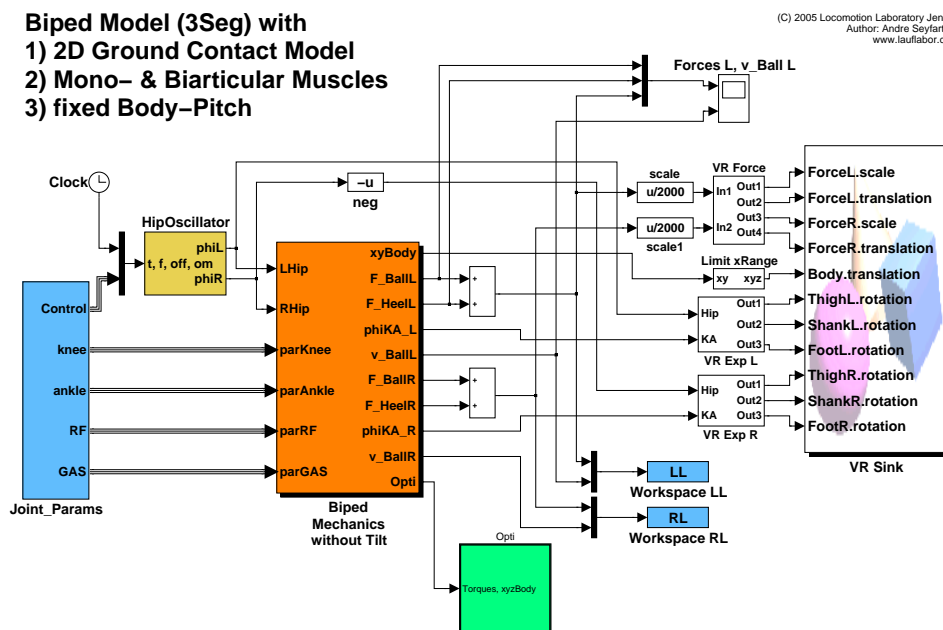 Biped Model (3Seg) with
1) 2D Ground Contact Model
2) Mono− & Biarticular Muscles
3) fixed Body−Pitch
(C) 2005 Locomotion Laboratory Jen
Author: Andre Seyfart
www.lauflabor.d
Forces L, v_Ball L
Clock
−u
neg
HipOscillator
t, f, off, om
phiL
phiR
Control
knee
ankle
RF
GAS
Joint_Params
LHip
RHip
parKnee
parAnkle
parRF
parGAS
xyBody
F_BallL
F_HeelL
phiKA_L
v_BallL
F_BallR
F_HeelR
phiKA_R
v_BallR
Opti
Biped
Mechanics
without Tilt
+
+
+
+
scale
u/2000
u/2000
scale1
VR Force
In1
In2
Out1
Out2
Out3
Out4
Limit xRange
xy
xyz
Hip
KA
Out1
Out2
Out3
VR Exp L
Hip
KA
Out1
Out2
Out3
VR Exp R
ForceL.scale
ForceL.translation
ForceR.scale
ForceR.translation
Body.translation
ThighL.rotation
ShankL.rotation
FootL.rotation
ThighR.rotation
ShankR.rotation
FootR.rotation
VR Sink
LL
Workspace LL
RL
Workspace RL
Opti
Torques, xyzBody